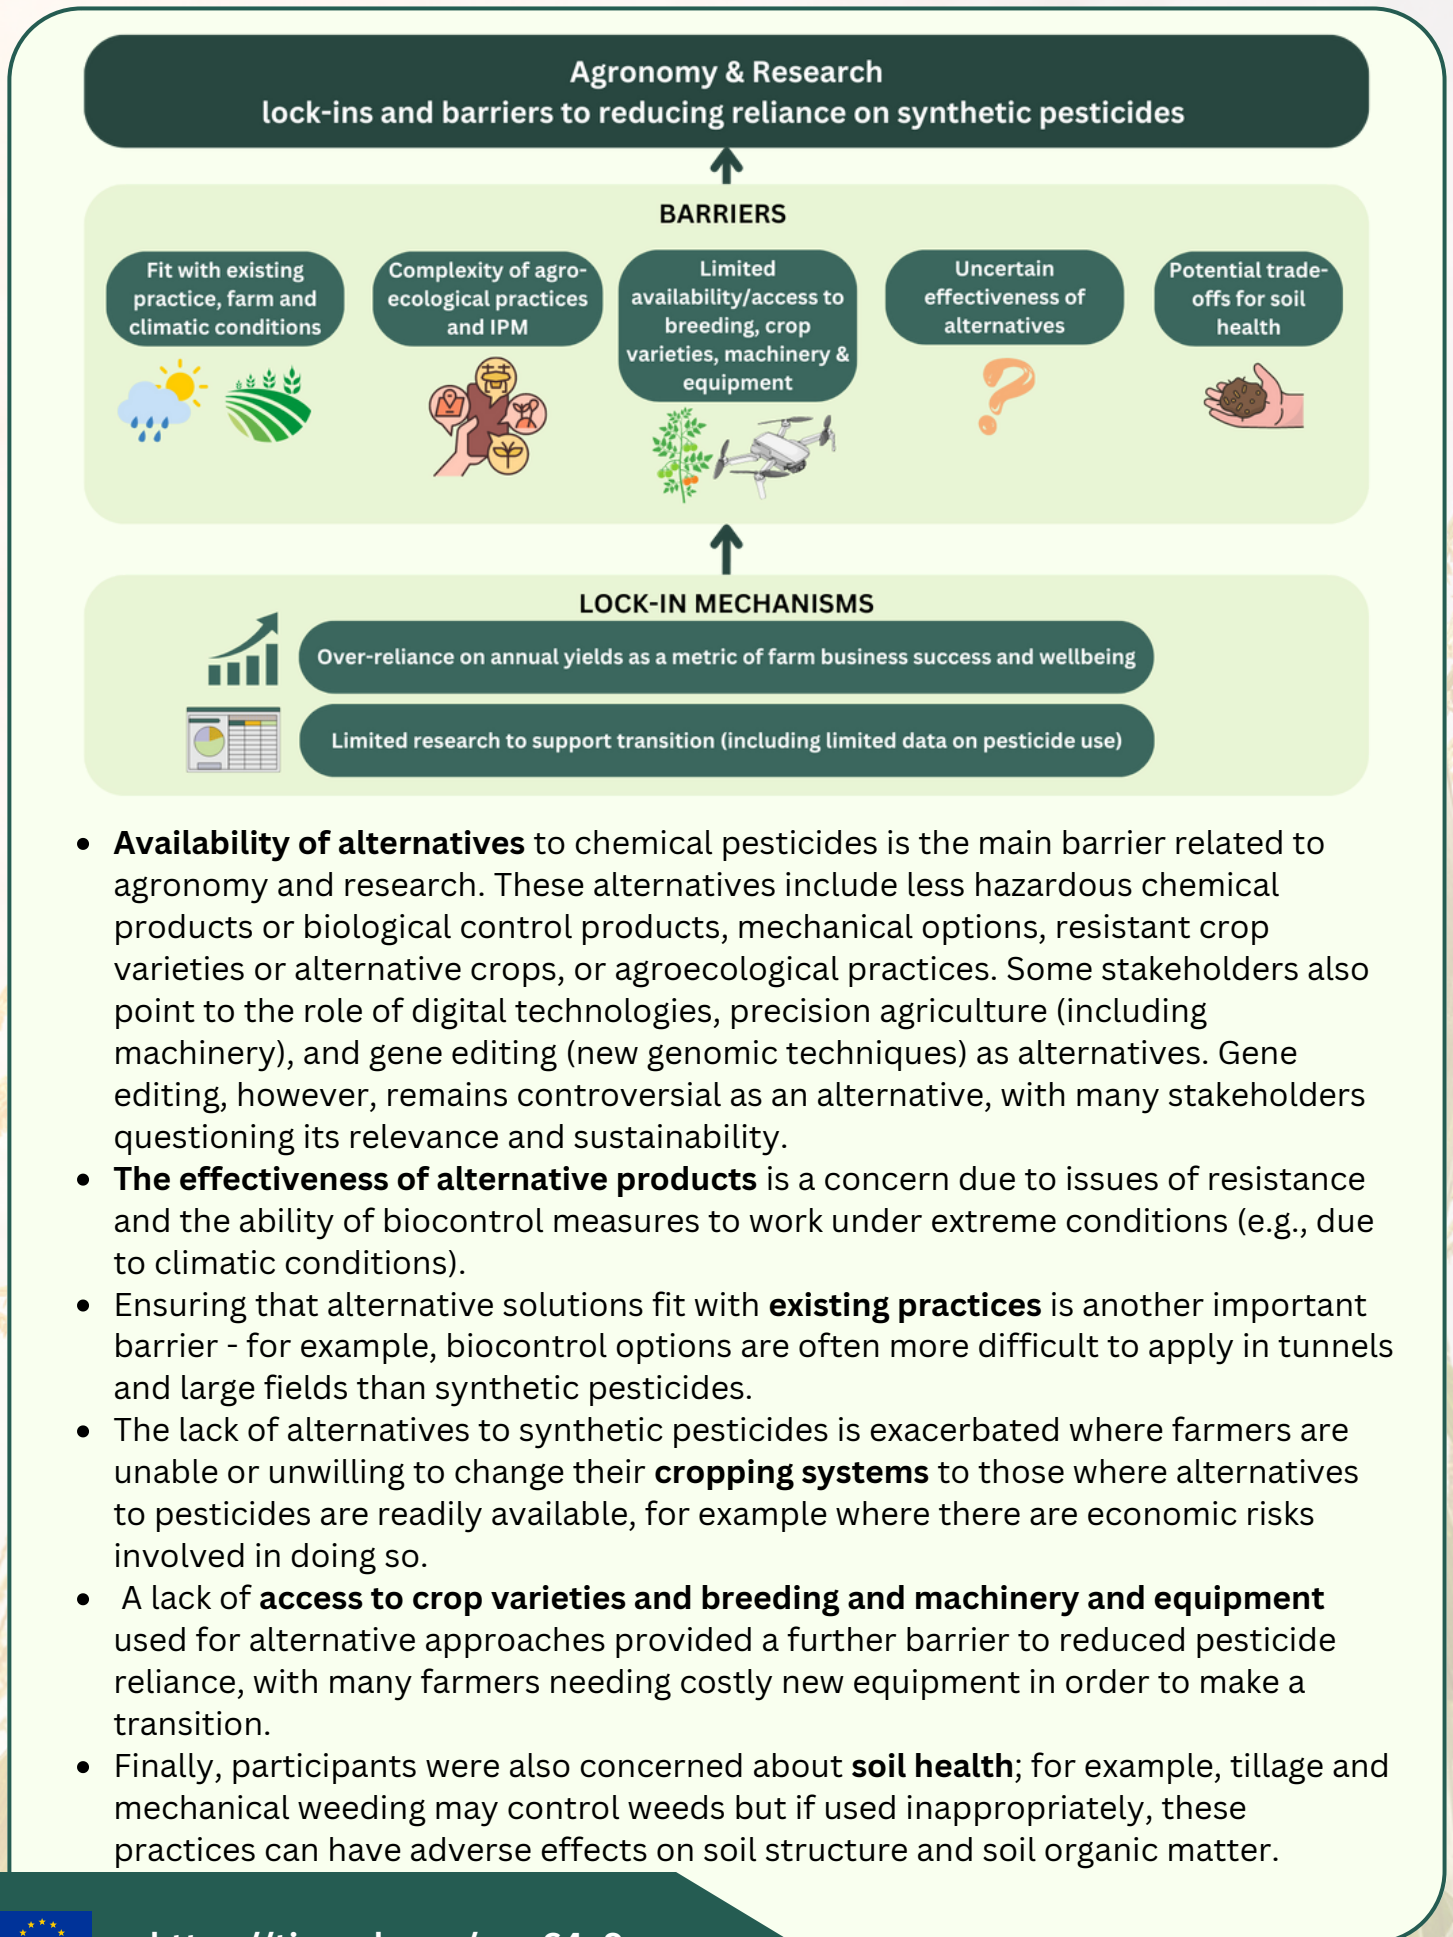 Agronomy & Research
lock-ins and barriers to reducing reliance on synthetic pesticides
BARRIERS
Fit with existing
practice, farm and
climatic conditions
Complexity of agro-
ecological practices
and IPM
Limited
availability/access to
breeding, crop
varieties, machinery &
equipment
Uncertain
effectiveness of
alternatives
Potential trade-
offs for soil
health
LOCK-IN MECHANISMS
Over-reliance on annual yields as a metric of farm business success and wellbeing
Limited research to support transition (including limited data on pesticide use)
• Availability of alternatives to chemical pesticides is the main barrier related to
agronomy and research. These alternatives include less hazardous chemical
products or biological control products, mechanical options, resistant crop
varieties or alternative crops, or agroecological practices. Some stakeholders also
point to the role of digital technologies, precision agriculture (including
machinery), and gene editing (new genomic techniques) as alternatives. Gene
editing, however, remains controversial as an alternative, with many stakeholders
questioning its relevance and sustainability.
• The effectiveness of alternative products is a concern due to issues of resistance
and the ability of biocontrol measures to work under extreme conditions (e.g., due
to climatic conditions).
• Ensuring that alternative solutions fit with existing practices is another important
barrier - for example, biocontrol options are often more difficult to apply in tunnels
and large fields than synthetic pesticides.
• The lack of alternatives to synthetic pesticides is exacerbated where farmers are
unable or unwilling to change their cropping systems to those where alternatives
to pesticides are readily available, for example where there are economic risks
involved in doing so.
• A lack of access to crop varieties and breeding and machinery and equipment
used for alternative approaches provided a further barrier to reduced pesticide
reliance, with many farmers needing costly new equipment in order to make a
transition.
• Finally, participants were also concerned about soil health; for example, tillage and
mechanical weeding may control weeds but if used inappropriately, these
practices can have adverse effects on soil structure and soil organic matter.